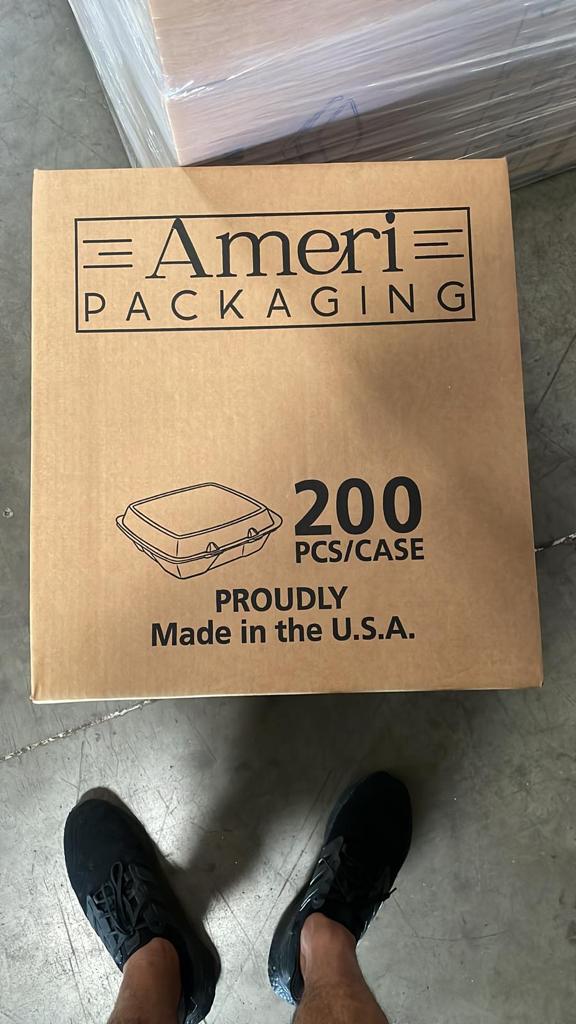 Ameri
PACKAGING
200
PCS/CASE
PROUDLY
Made in the U.S.A.